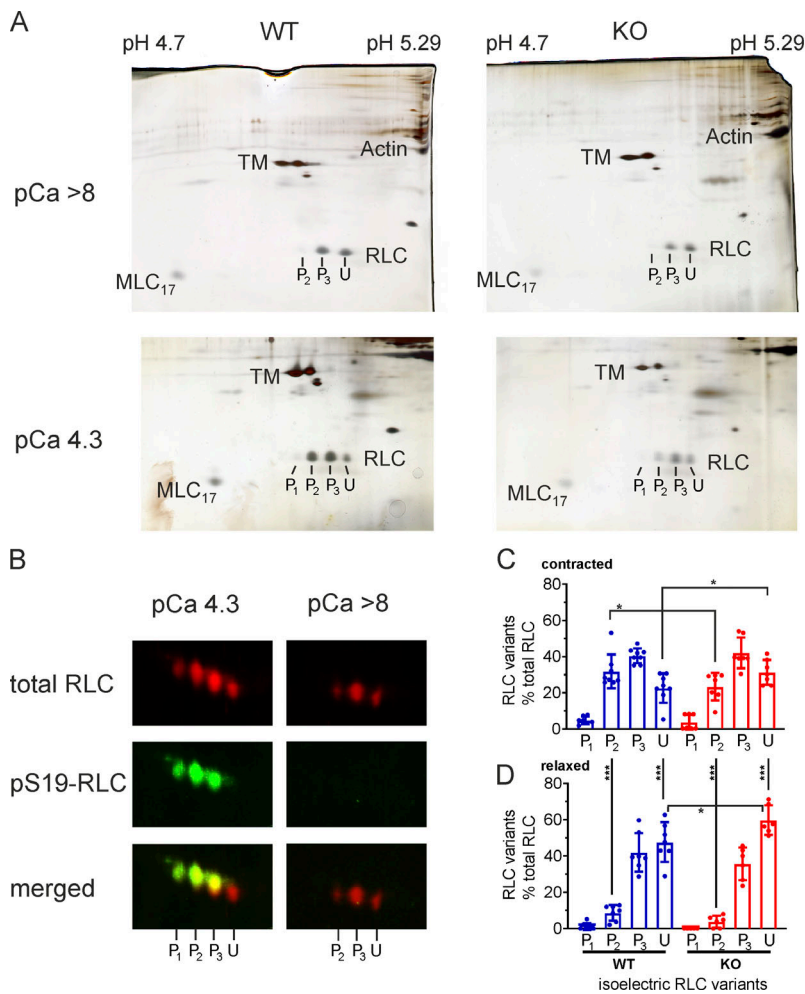 A
WT
KO
pH 4.7
pH 5.29
pH 4.7
pH 5.29
pCa >8
TM
Actin
MLC17
P2 P3 U
RLC
TM
Actin
MLC17
P2 P3 U
RLC
pCa 4.3
TM
MLC17
P1 P2 P3 U
RLC
TM
MLC17
P1 P2 P3 U
RLC
B
pCa 4.3
pCa >8
total RLC
pS19-RLC
merged
P1 P2 P3 U
P2 P3 U
C
contracted
RLC variants
% total RLC
80
60
40
20
0
*
*
P1 P2 P3 U P1 P2 P3 U
D
relaxed
*** *** *** ***
RLC variants
% total RLC
80
60
40
20
0
*
P1 P2 P3 U P1 P2 P3 U
WT KO
isoelectric RLC variants